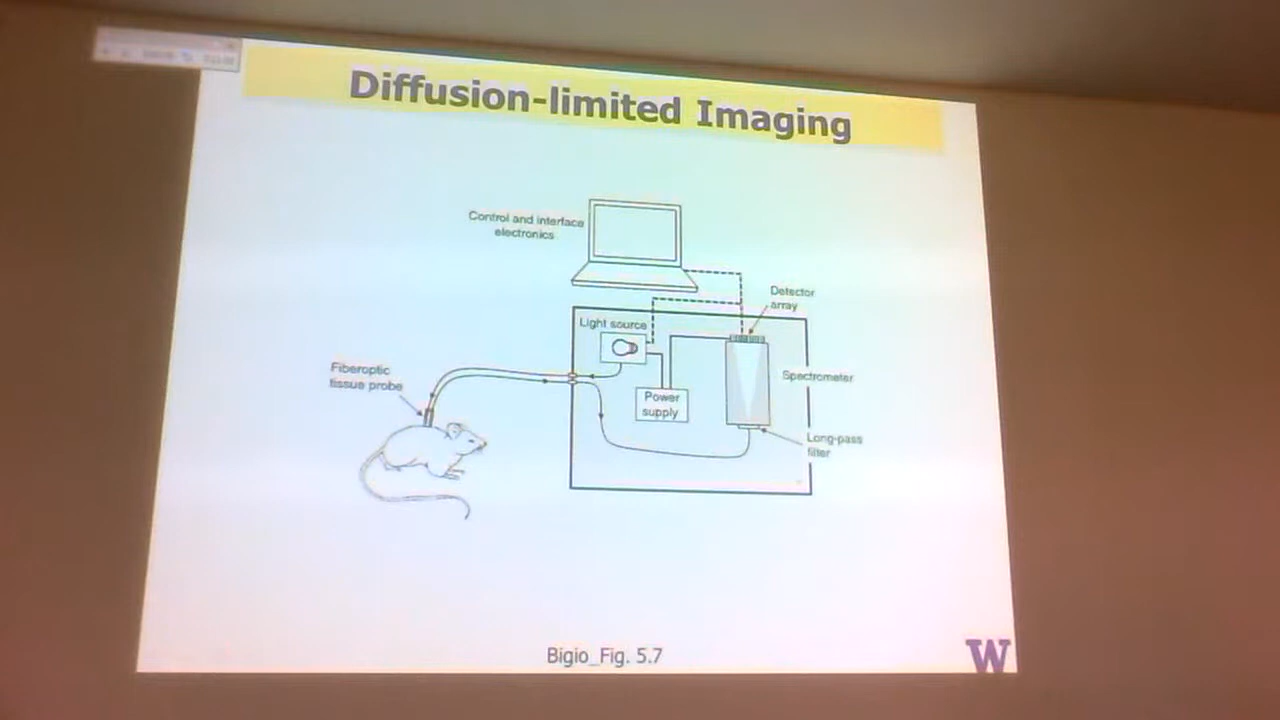 Diffusion-limited Imaging
Control and interface
electronics
Detector
array
Light source
Fiberoptic
tissue probe
Spectrometer
Power
supply
Long-pass
filter
Bigio_Fig. 5.7
W